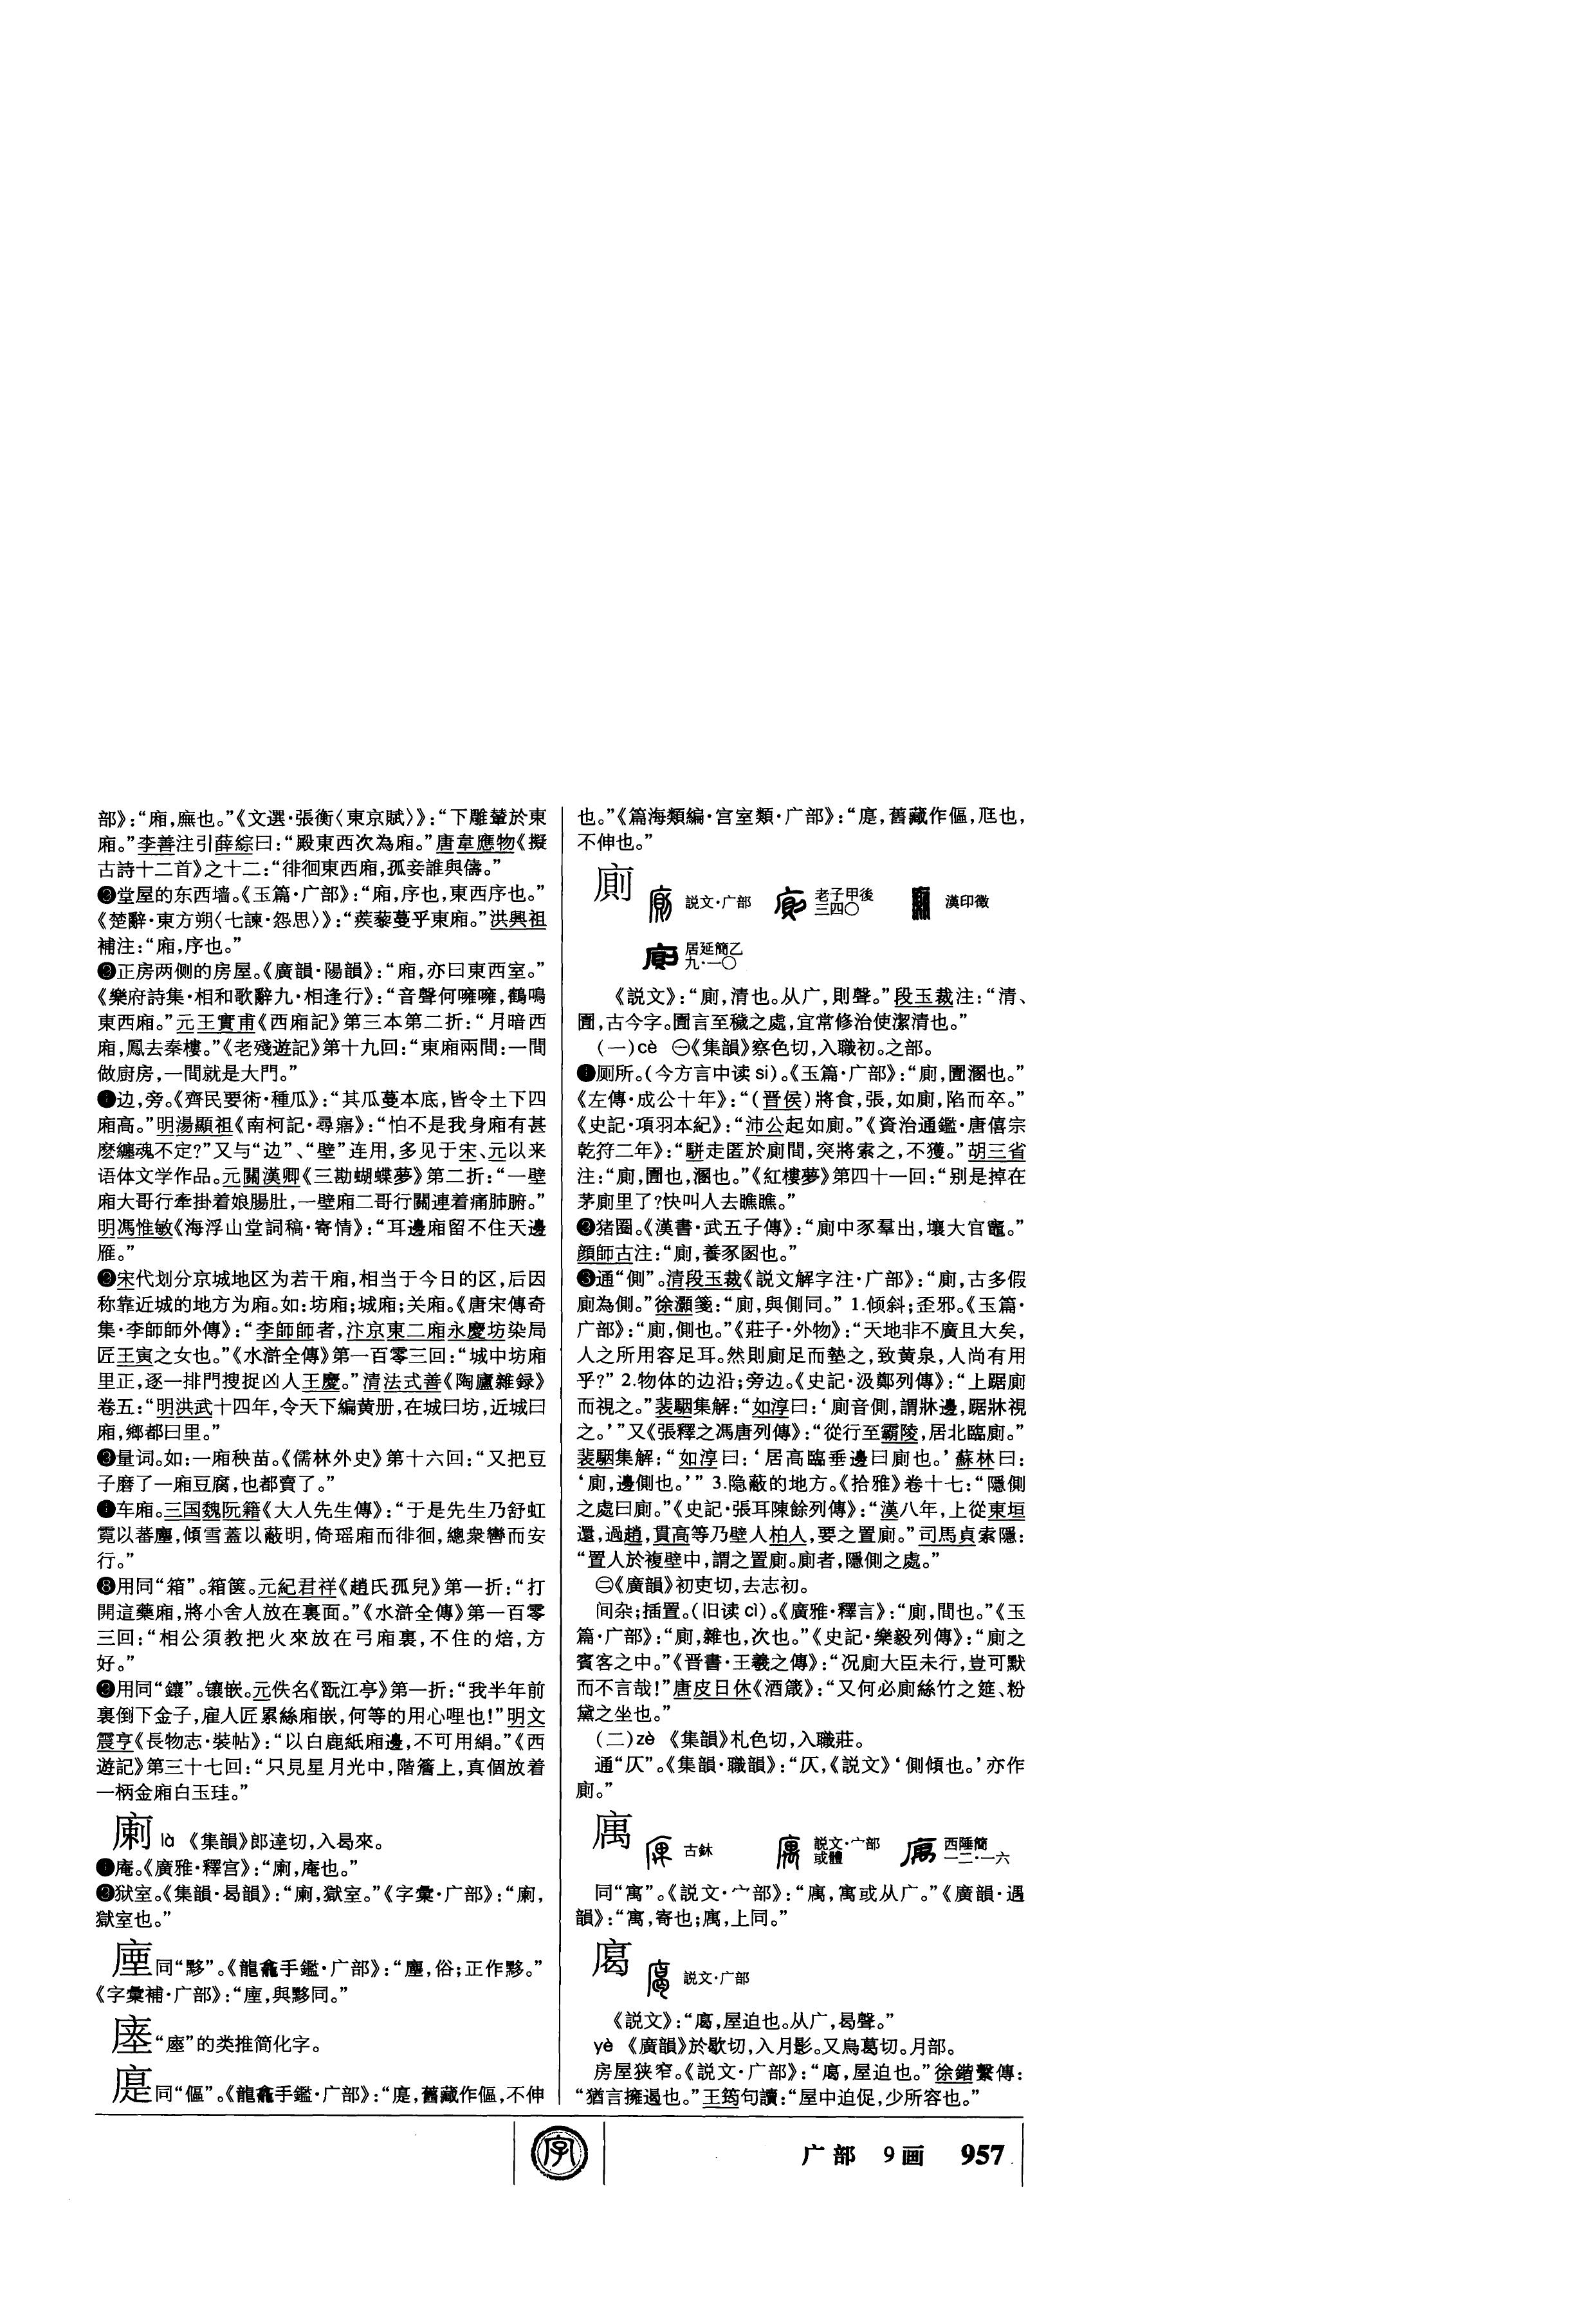 部》：“廂，廡也。”《文選·張衡〈東京賦〉》：“下雕輦於東
廂。”李善注引薛綜曰：“殿東西次為廂。”唐韋應物《擬
古詩十二首》之十二：“徘徊東西廂，孤妾誰與儔。”
❷堂屋的东西墙。《玉篇·广部》：“廂，序也，東西序也。”
《楚辭·東方朔〈七諫·怨思〉》：“蒺藜蔓乎東廂。”洪興祖
補注：“廂，序也。”
❸正房两侧的房屋。《廣韻·陽韻》：“廂，亦曰東西室。”
《樂府詩集·相和歌辭九·相逢行》：“音聲何噰噰，鶴鳴
東西廂。”元王實甫《西廂記》第三本第二折：“月暗西
廂，鳳去秦樓。”《老殘遊記》第十九回：“東廂兩間：一間
做廚房，一間就是大門。”
❹边，旁。《齊民要術·種瓜》：“其瓜蔓本底，皆令土下四
廂高。”明湯顯祖《南柯記·尋寤》：“怕不是我身廂有甚
麽纏魂不定？”又与“边”、“壁”连用，多见于宋、元以来
语体文学作品。元關漢卿《三勘蝴蝶夢》第二折：“一壁
廂大哥行牽掛着娘腸肚，一壁廂二哥行關連着痛肺腑。”
明馮惟敏《海浮山堂詞稿·寄情》：“耳邊廂留不住天邊
雁。”
❺宋代划分京城地区为若干廂，相当于今日的区，后因
称靠近城的地方为廂。如：坊廂；城廂；关廂。《唐宋傳奇
集·李師師外傳》：“李師師者，汴京東二廂永慶坊染局
匠王寅之女也。”《水滸全傳》第一百零三回：“城中坊廂
里正，逐一排門搜捉凶人王慶。”清法式善《陶廬雜録》
卷五：“明洪武十四年，令天下編黄册，在城曰坊，近城曰
廂，鄉都曰里。”
❻量词。如：一廂秧苗。《儒林外史》第十六回：“又把豆
子磨了一廂豆腐，也都賣了。”
❼车廂。三国魏阮籍《大人先生傳》：“于是先生乃舒虹
霓以蕃塵，傾雪蓋以蔽明，倚瑶廂而徘徊，總衆轡而安
行。”
❽用同“箱”。箱箧。元紀君祥《趙氏孤兒》第一折：“打
開這藥廂，將小舍人放在裏面。”《水滸全傳》第一百零
三回：“相公須教把火來放在弓廂裏，不住的焙，方
好。”
❾用同“鑲”。镶嵌。元佚名《翫江亭》第一折：“我半年前
裏倒下金子，雇人匠累絲廂嵌，何等的用心哩也！”明文
震亨《長物志·裝帖》：“以白鹿紙廂邊，不可用絹。”《西
遊記》第三十七回：“只見星月光中，階簷上，真個放着
一柄金廂白玉珪。”
㕇 là 《集韻》郎達切，入曷來。
❶庵。《廣雅·釋宫》：“㕇，庵也。”
❷獄室。《集韻·曷韻》：“㕇，獄室。”《字彙·广部》：“㕇，
獄室也。”
同“黟”。《龍龕手鑑·广部》：“，俗；正作黟。”
《字彙補·广部》：“，與黟同。”
“”的类推简化字。
同“傴”。《龍龕手鑑·广部》：“，舊藏作傴，不伸
也。”《篇海類編·宫室類·广部》：“，舊藏作傴，尫也，
不伸也。”
廁 説文·广部 老子甲後三四〇 漢印徵
居延簡乙九·一〇
《説文》：“廁，清也。从广，則聲。”段玉裁注：“清、
圊，古今字。圊言至穢之處，宜常修治使潔清也。”
（一）cè ㊀《集韻》察色切，入職初。之部。
❶厕所。（今方言中读si）。《玉篇·广部》：“廁，圊溷也。”
《左傳·成公十年》：“（晋侯）將食，張，如廁，陷而卒。”
《史記·項羽本紀》：“沛公起如廁。”《資治通鑑·唐僖宗
乾符二年》：“駢走匿於廁間，突將索之，不獲。”胡三省
注：“廁，圊也，溷也。”《紅樓夢》第四十一回：“别是掉在
茅廁里了？快叫人去瞧瞧。”
❷猪圈。《漢書·武五子傳》：“廁中豕羣出，壞大官竈。”
顔師古注：“廁，養豕圂也。”
❸通“側”。清段玉裁《説文解字注·广部》：“廁，古多假
廁為側。”徐灝箋：“廁，與側同。”1.倾斜；歪邪。《玉篇·
广部》：“廁，側也。”《莊子·外物》：“天地非不廣且大矣，
人之所用容足耳。然則廁足而墊之，致黄泉，人尚有用
乎？”2.物体的边沿；旁边。《史記·汲鄭列傳》：“上踞廁
而視之。”裴駰集解：“如淳曰：‘廁音側，謂牀邊，踞牀視
之。’”又《張釋之馮唐列傳》：“從行至霸陵，居北臨廁。”
裴駰集解：“如淳曰：‘居高臨垂邊曰廁也。’蘇林曰：
‘廁，邊側也。’”3.隐蔽的地方。《拾雅》卷十七：“隱側
之處曰廁。”《史記·張耳陳餘列傳》：“漢八年，上從東垣
還，過趙，貫高等乃壁人柏人，要之置廁。”司馬貞索隱：
“置人於複壁中，謂之置廁。廁者，隱側之處。”
㊁《廣韻》初吏切，去志初。
间杂；插置。（旧读cì）。《廣雅·釋言》：“廁，間也。”《玉
篇·广部》：“廁，雜也，次也。”《史記·樂毅列傳》：“廁之
賓客之中。”《晋書·王羲之傳》：“况廁大臣未行，豈可默
而不言哉！”唐皮日休《酒箴》：“又何必廁絲竹之筵、粉
黛之坐也。”
（二）zè 《集韻》札色切，入職莊。
通“仄”。《集韻·職韻》：“仄，《説文》‘側傾也。’亦作
廁。”
庽 古鉥 説文·宀部或體 西陲簡一二·一六
同“寓”。《説文·宀部》：“庽，寓或从广。”《廣韻·遇
韻》：“寓，寄也；庽，上同。”
㕎 説文·广部
《説文》：“，屋迫也。从广，曷聲。”
yè 《廣韻》於歇切，入月影。又烏葛切。月部。
房屋狭窄。《説文·广部》：“，屋迫也。”徐鍇繫傳：
“猶言擁遏也。”王筠句讀：“屋中迫促，少所容也。”
字
广部 9画 957